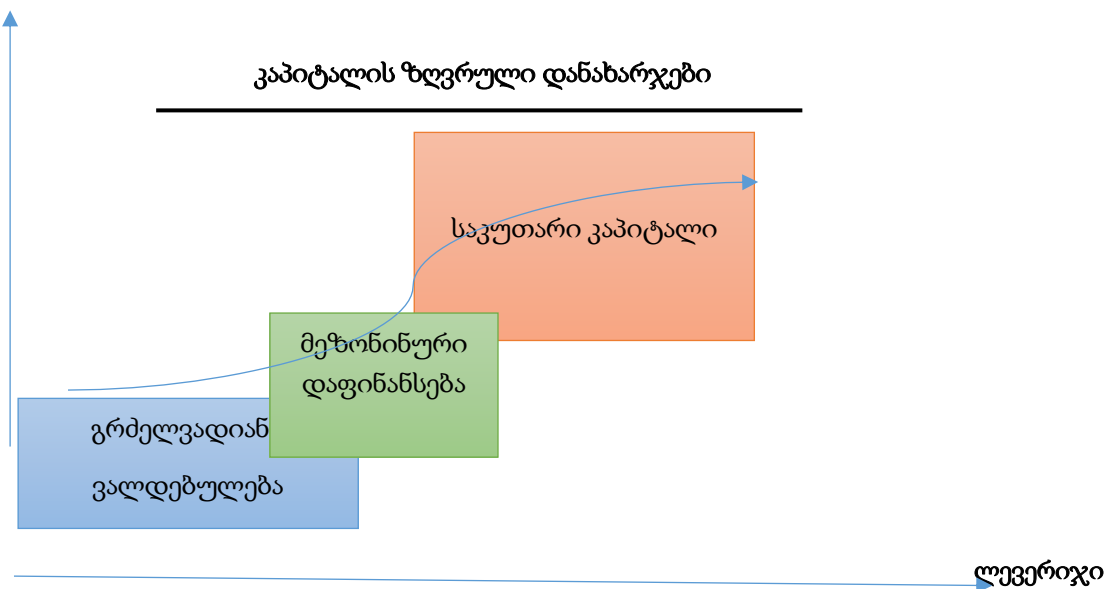 კაპიტალის ზღვრული დანახარჯები
საკუთარი კაპიტალი
მეზონინური
დაფინანსება
გრძელვადიან
ვალდებულება
ლევერიჯი